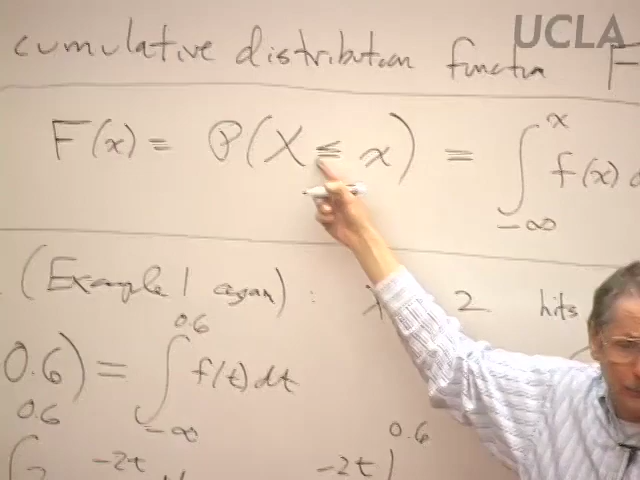 UCLA
cumulative distribution function F
F(x) = P(X ≤ x) = ∫_{-∞}^{x} f(x)
(Example 1 again) : X 2 hits
0.6) = ∫_{-∞}^{0.6} f(t) dt
0.6
-2t -2t | 0.6